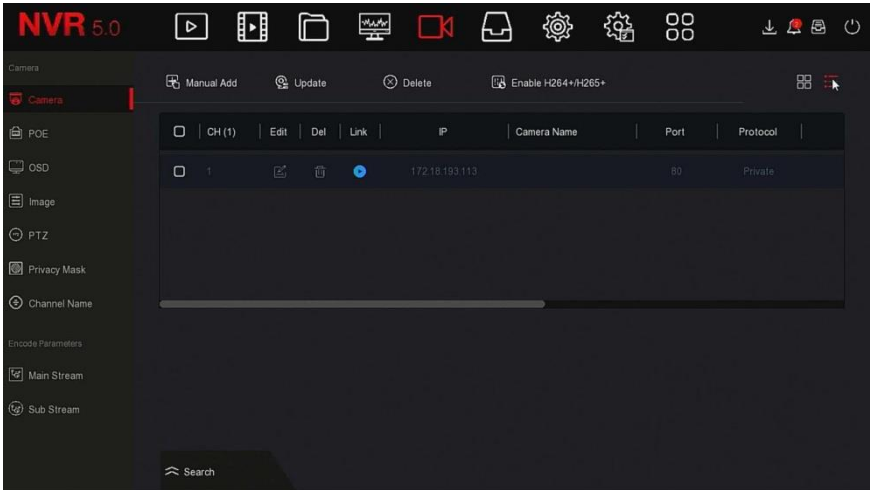 NVR 5.0
2
Camera
Manual Add Update Delete Enable H264+/H265+
Camera
POE
CH (1) Edit Del Link IP Camera Name Port Protocol
OSD
1 172.18.193.113 80 Private
Image
PTZ
Privacy Mask
Channel Name
Encode Parameters
Main Stream
Sub Stream
Search